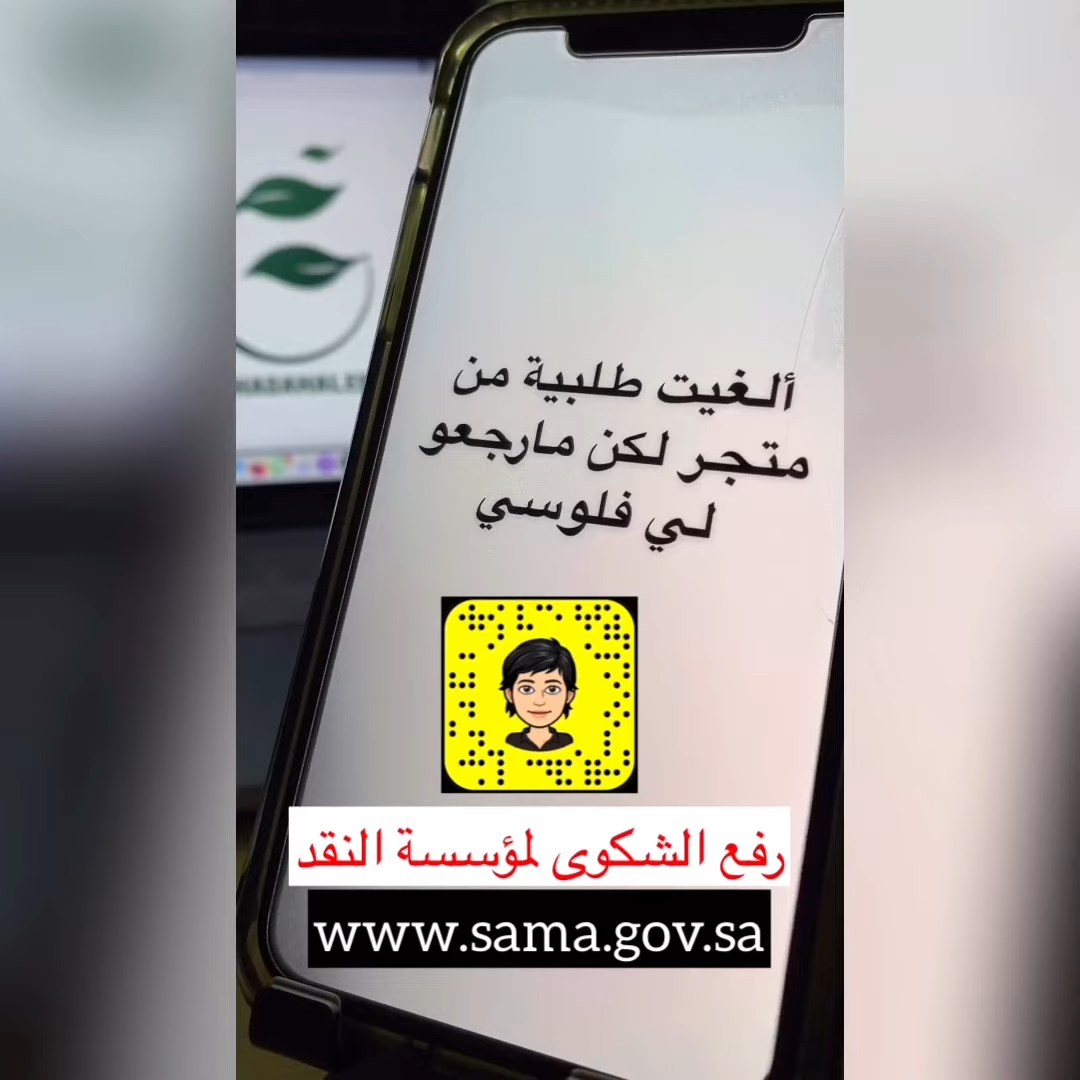 ألغيت طلبية من
متجر لكن مارجعو
لي فلوسي
رفع الشكوى لمؤسسة النقد
www.sama.gov.sa